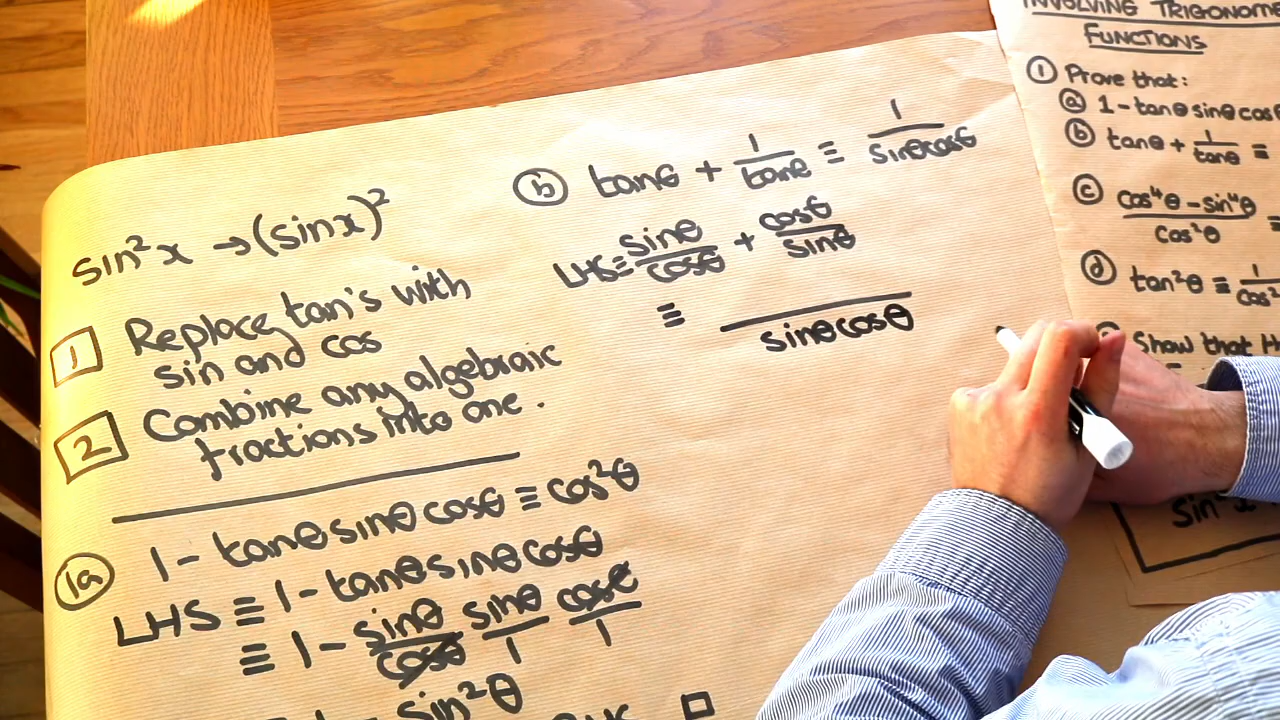 sin²x → (sinx)²
1 Replace tan's with
sin and cos
2 Combine any algebraic
fractions into one.
1a 1 - tanθ sinθ cosθ ≡ cos²θ
LHS ≡ 1 - tanθ sinθ cosθ
≡ 1 - sinθ/cosθ sinθ/1 cosθ/1
sin²θ
b tanθ + 1/tanθ ≡ 1/sinθcosθ
LHS ≡ sinθ/cosθ + cosθ/sinθ
≡ /sinθcosθ
INVOLVING
FUNCTIONS
1 Prove that:
a 1 - tanθ sinθ
b tanθ + 1/tanθ ≡
c cos⁴θ - sin⁴θ/cos²θ
d tan²θ ≡ 1/cos²
Show that